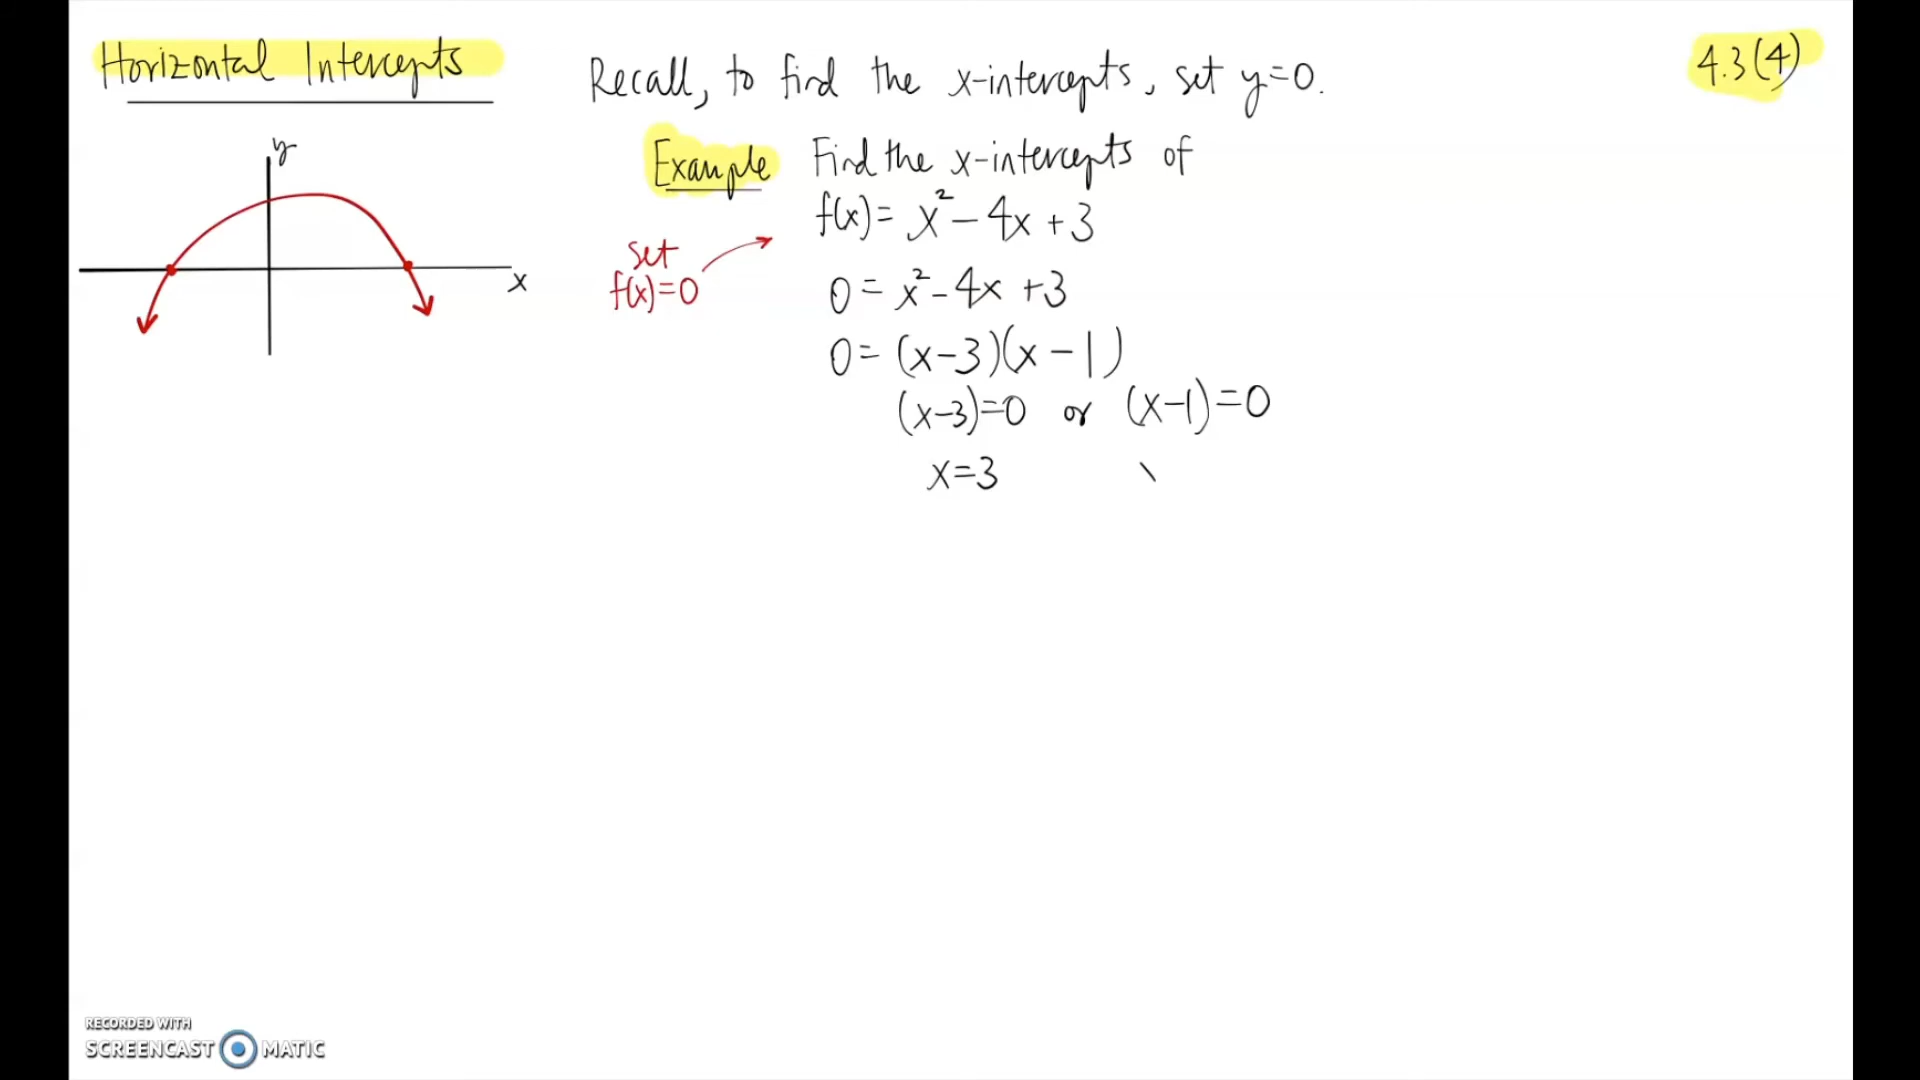 Horizontal Intercepts
Recall, to find the x-intercepts, set y=0.
4.3(4)
y
x
Example Find the x-intercepts of
f(x)= x²-4x+3
set
f(x)=0
0 = x²-4x+3
0=(x-3)(x-1)
(x-3)=0 or (x-1)=0
x=3
RECORDED WITH
SCREENCAST MATIC